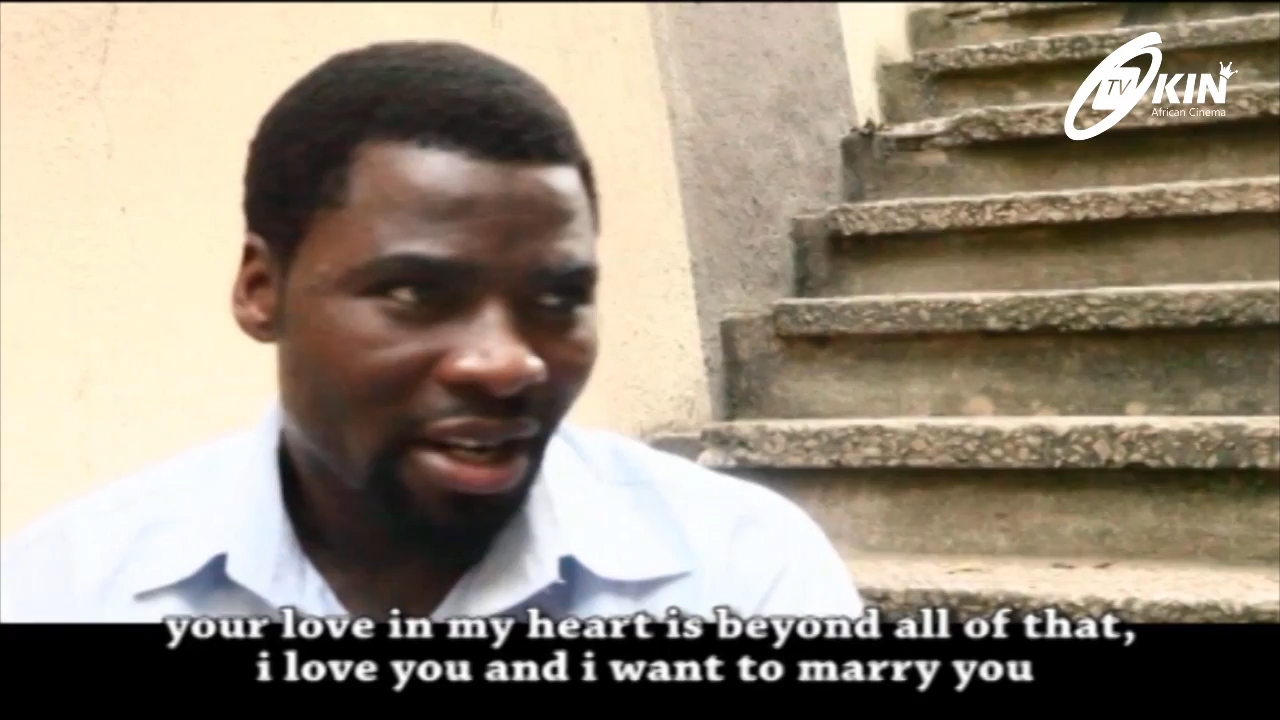 TV
KIN
African Cinema
your love in my heart is beyond all of that,
i love you and i want to marry you